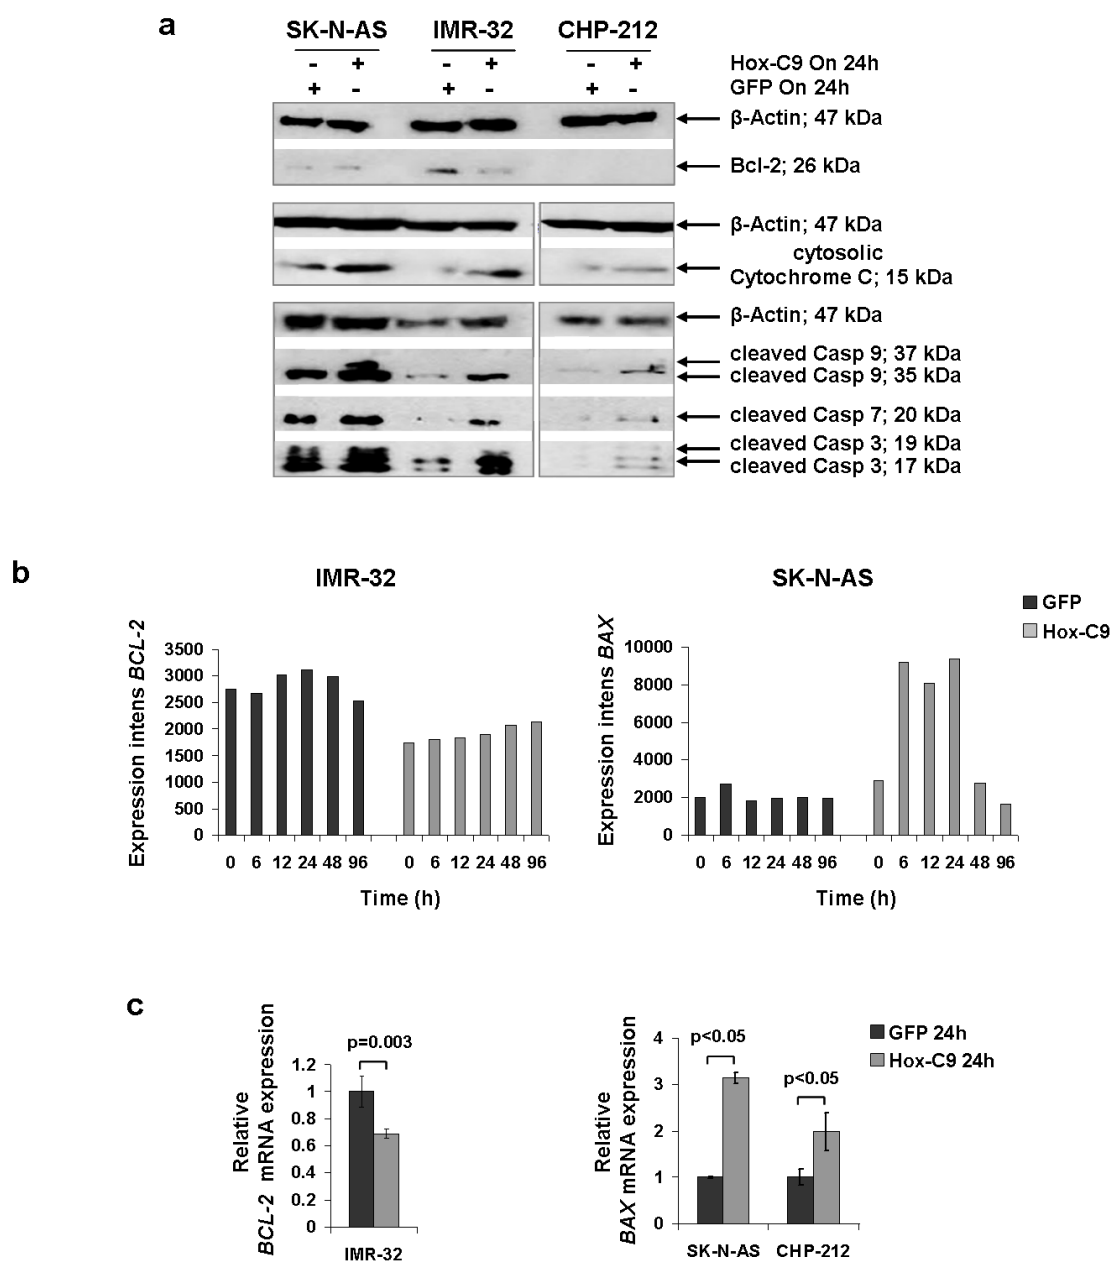 a
SK-N-AS IMR-32 CHP-212
- + - + - + Hox-C9 On 24h
+ - + - + - GFP On 24h
β-Actin; 47 kDa
Bcl-2; 26 kDa
β-Actin; 47 kDa
cytosolic
Cytochrome C; 15 kDa
β-Actin; 47 kDa
cleaved Casp 9; 37 kDa
cleaved Casp 9; 35 kDa
cleaved Casp 7; 20 kDa
cleaved Casp 3; 19 kDa
cleaved Casp 3; 17 kDa
b
IMR-32
Expression intens BCL-2
3500
3000
2500
2000
1500
1000
500
0
0 6 12 24 48 96 0 6 12 24 48 96
Time (h)
SK-N-AS
GFP
Hox-C9
Expression intens BAX
10000
8000
6000
4000
2000
0
0 6 12 24 48 96 0 6 12 24 48 96
Time (h)
c
Relative
BCL-2 mRNA expression
p=0.003
1.2
1
0.8
0.6
0.4
0.2
0
IMR-32
Relative
BAX mRNA expression
4
3
2
1
0
p<0.05
p<0.05
SK-N-AS CHP-212
GFP 24h
Hox-C9 24h